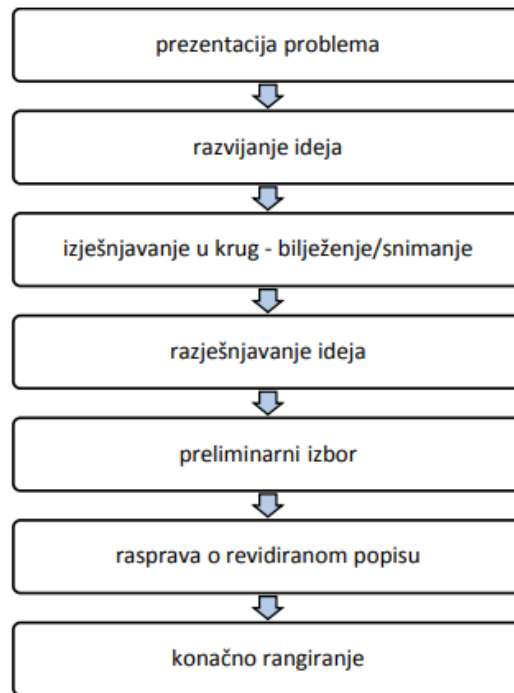 prezentacija problema
razvijanje ideja
izješnjavanje u krug - bilježenje/snimanje
razješnjavanje ideja
preliminarni izbor
rasprava o revidiranom popisu
konačno rangiranje